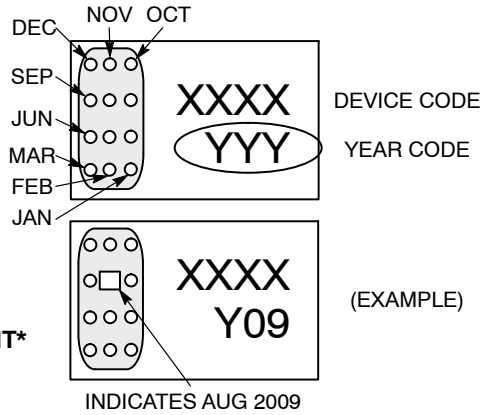 DEC
NOV
OCT
SEP
JUN
MAR
FEB
JAN
XXXX
DEVICE CODE
YYY
YEAR CODE
XXXX
Y09
(EXAMPLE)
INDICATES AUG 2009